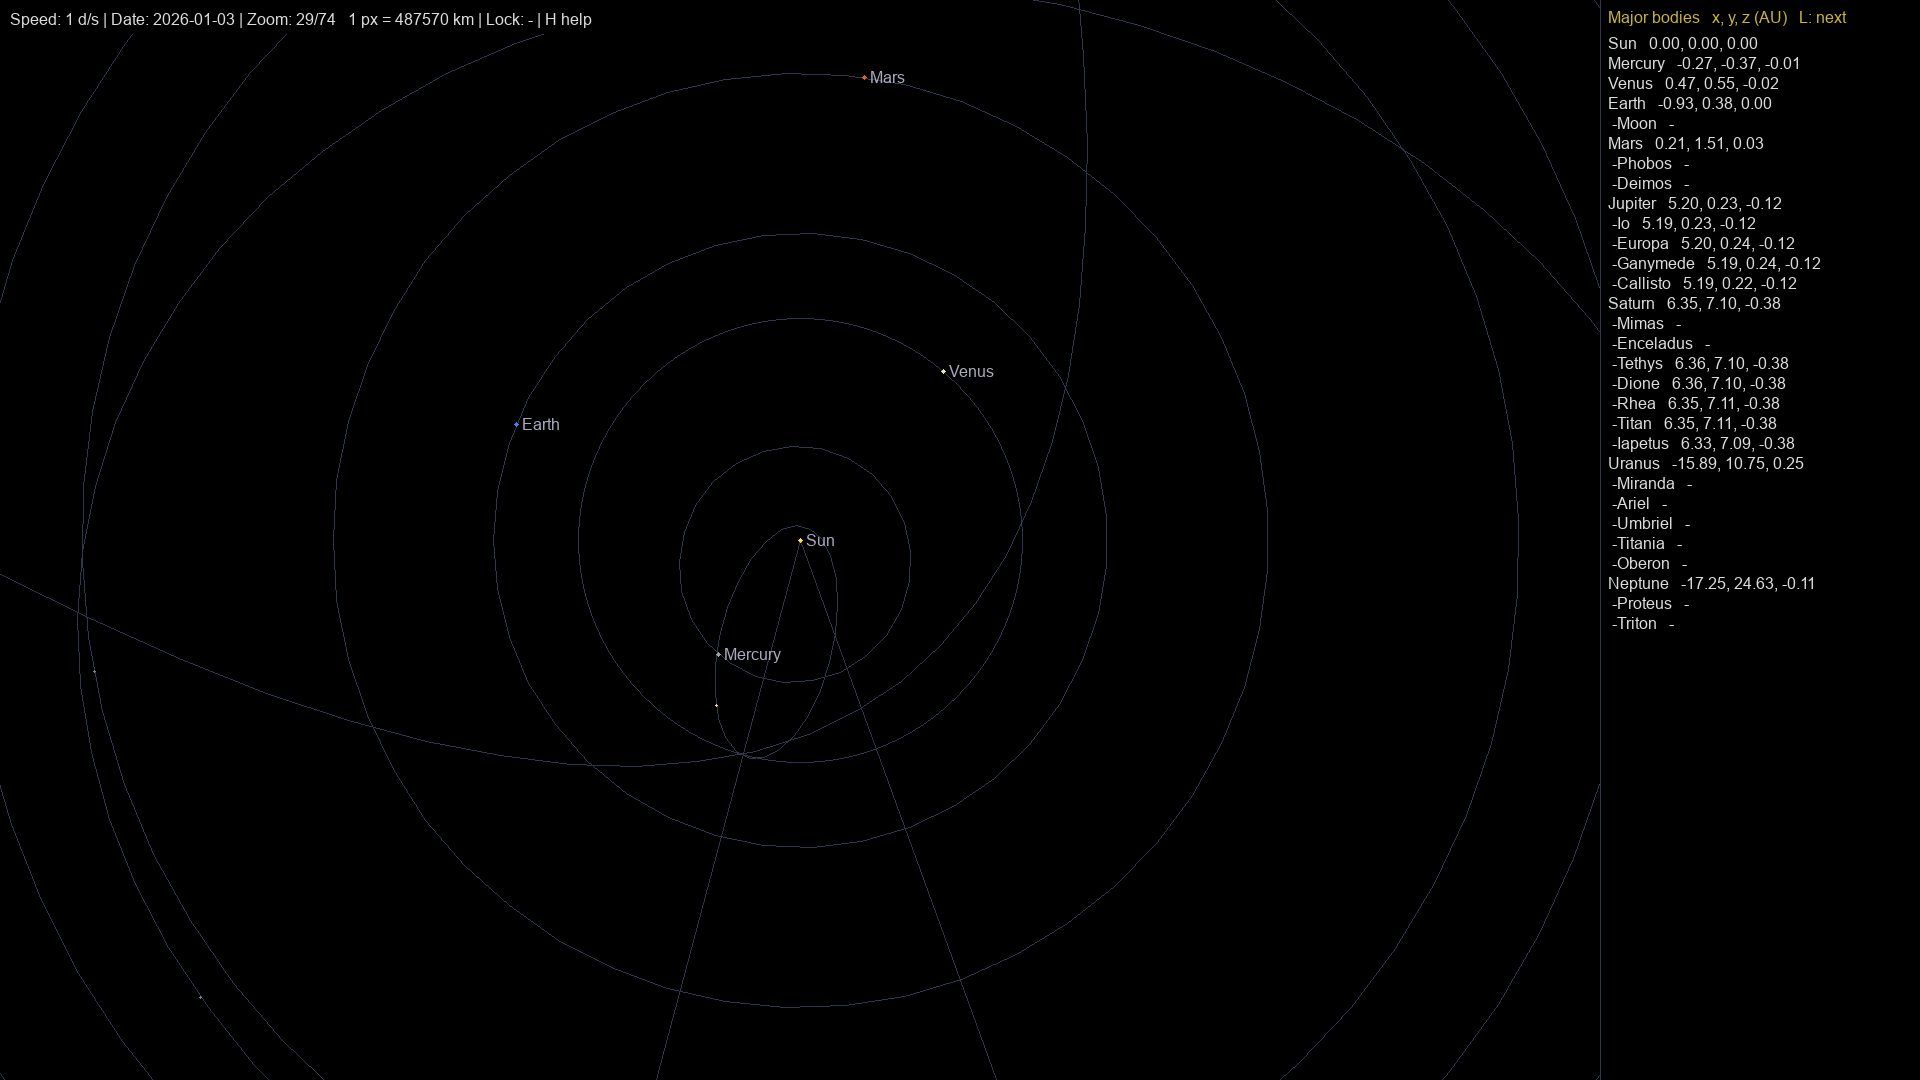 Speed: 1 d/s | Date: 2026-01-03 | Zoom: 29/74   1 px = 487570 km | Lock: - | H help
Mars
Venus
Earth
Sun
Mercury
Major bodies   x, y, z (AU)   L: next
Sun   0.00, 0.00, 0.00
Mercury   -0.27, -0.37, -0.01
Venus   0.47, 0.55, -0.02
Earth   -0.93, 0.38, 0.00
-Moon   -
Mars   0.21, 1.51, 0.03
-Phobos   -
-Deimos   -
Jupiter   5.20, 0.23, -0.12
-Io   5.19, 0.23, -0.12
-Europa   5.20, 0.24, -0.12
-Ganymede   5.19, 0.24, -0.12
-Callisto   5.19, 0.22, -0.12
Saturn   6.35, 7.10, -0.38
-Mimas   -
-Enceladus   -
-Tethys   6.36, 7.10, -0.38
-Dione   6.36, 7.10, -0.38
-Rhea   6.35, 7.11, -0.38
-Titan   6.35, 7.11, -0.38
-Iapetus   6.33, 7.09, -0.38
Uranus   -15.89, 10.75, 0.25
-Miranda   -
-Ariel   -
-Umbriel   -
-Titania   -
-Oberon   -
Neptune   -17.25, 24.63, -0.11
-Proteus   -
-Triton   -